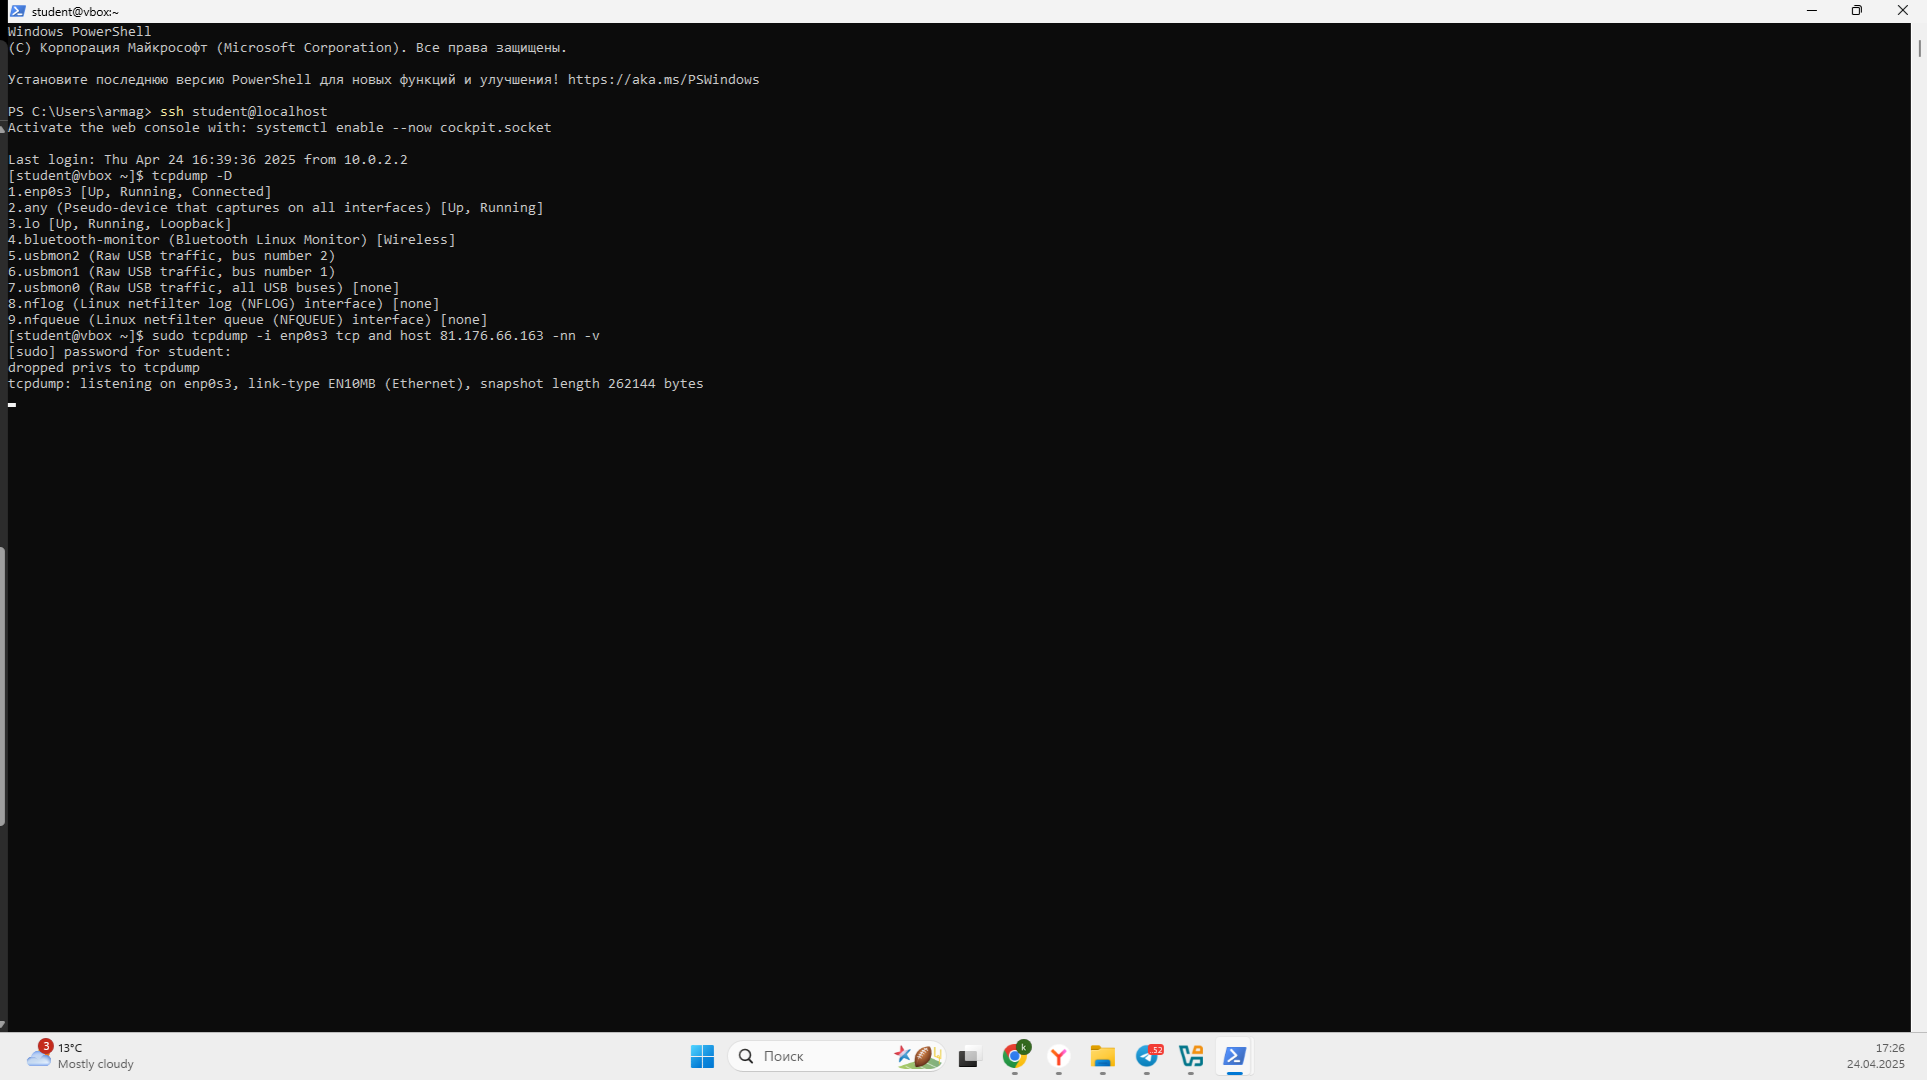 student@vbox:~
Windows PowerShell
(C) Корпорация Майкрософт (Microsoft Corporation). Все права защищены.
Установите последнюю версию PowerShell для новых функций и улучшения! https://aka.ms/PSWindows
PS C:\Users\armag> ssh student@localhost
Activate the web console with: systemctl enable --now cockpit.socket
Last login: Thu Apr 24 16:39:36 2025 from 10.0.2.2
[student@vbox ~]$ tcpdump -D
1.enp0s3 [Up, Running, Connected]
2.any (Pseudo-device that captures on all interfaces) [Up, Running]
3.lo [Up, Running, Loopback]
4.bluetooth-monitor (Bluetooth Linux Monitor) [Wireless]
5.usbmon2 (Raw USB traffic, bus number 2)
6.usbmon1 (Raw USB traffic, bus number 1)
7.usbmon0 (Raw USB traffic, all USB buses) [none]
8.nflog (Linux netfilter log (NFLOG) interface) [none]
9.nfqueue (Linux netfilter queue (NFQUEUE) interface) [none]
[student@vbox ~]$ sudo tcpdump -i enp0s3 tcp and host 81.176.66.163 -nn -v
[sudo] password for student:
dropped privs to tcpdump
tcpdump: listening on enp0s3, link-type EN10MB (Ethernet), snapshot length 262144 bytes
3
13°C
Mostly cloudy
Поиск
k
52
17:26
24.04.2025